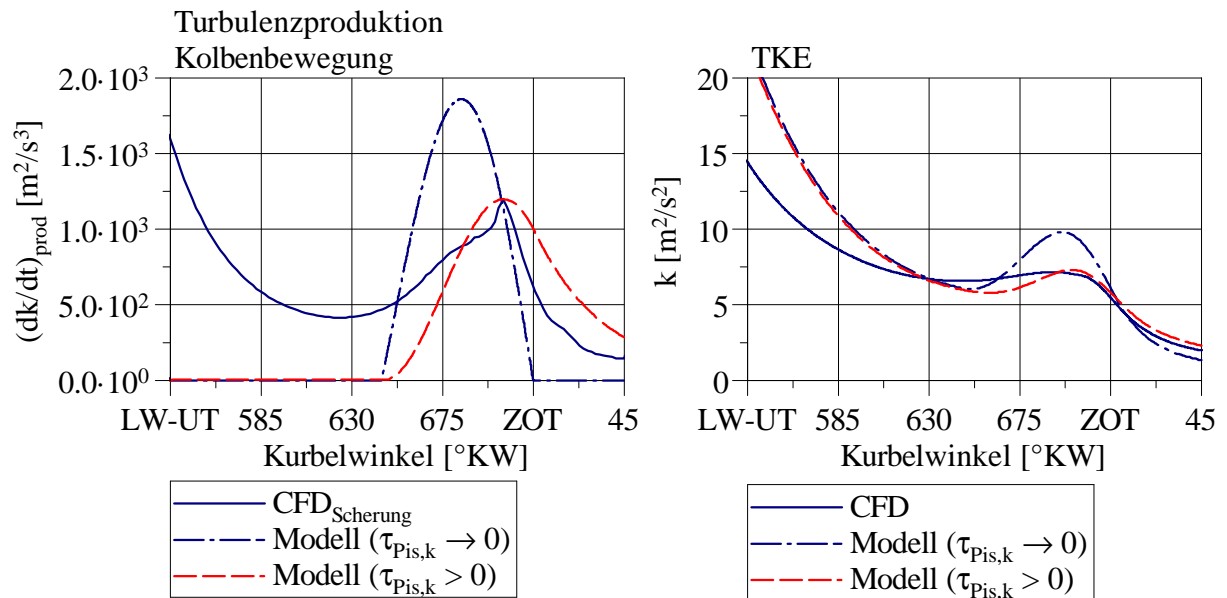 Turbulenzproduktion
Kolbenbewegung
(dk/dt)prod [m²/s³]
2.0·10³
1.5·10³
1.0·10³
5.0·10²
0.0·10⁰
LW-UT 585 630 675 ZOT 45
Kurbelwinkel [°KW]
CFDScherung
Modell (τPis,k → 0)
Modell (τPis,k > 0)
TKE
k [m²/s²]
20
15
10
5
0
LW-UT 585 630 675 ZOT 45
Kurbelwinkel [°KW]
CFD
Modell (τPis,k → 0)
Modell (τPis,k > 0)